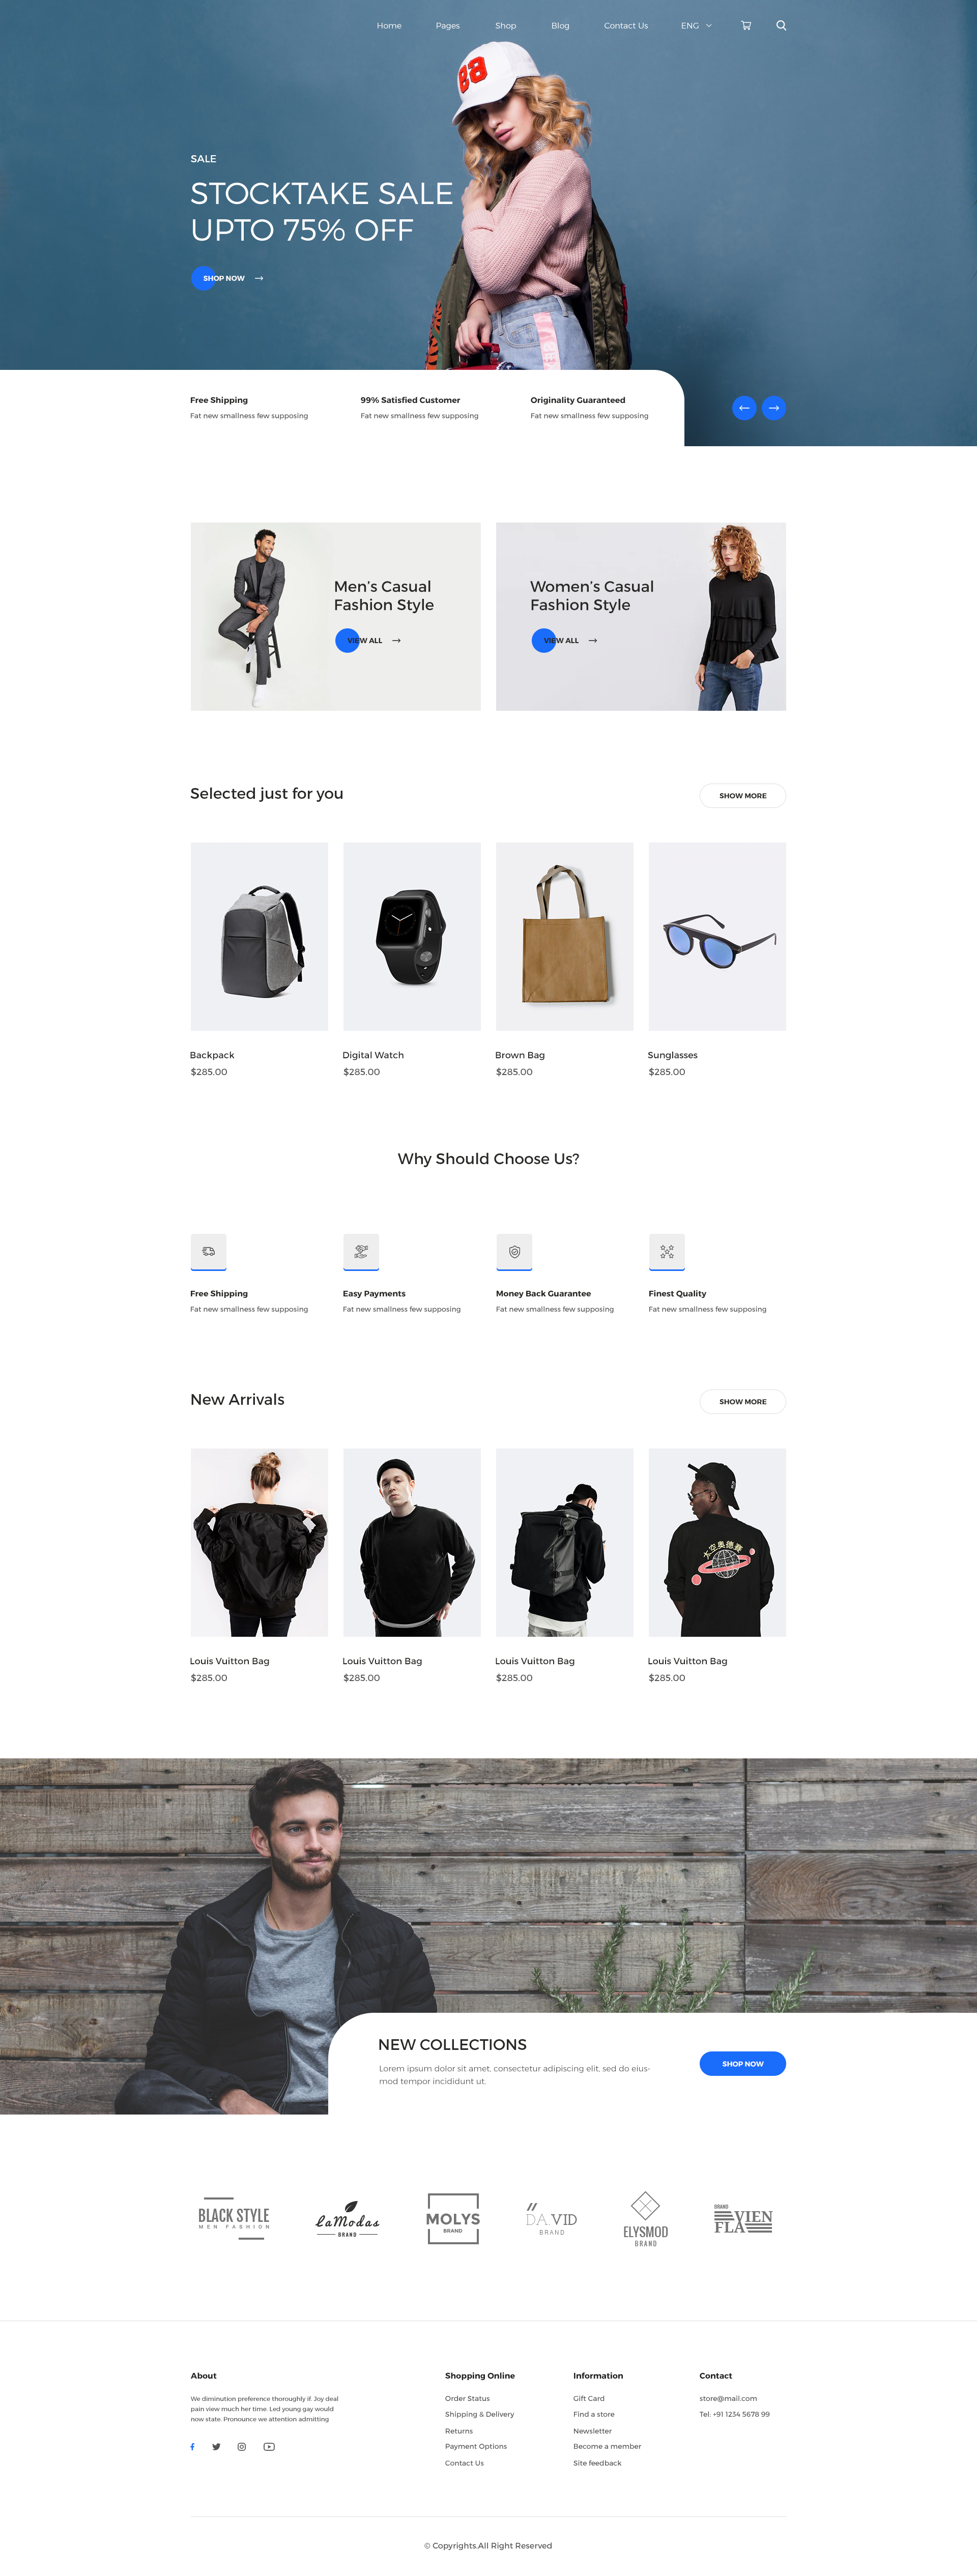 Home Pages Shop Blog Contact Us ENG
88
SALE
STOCKTAKE SALE
UPTO 75% OFF
SHOP NOW
Free Shipping
Fat new smallness few supposing
99% Satisfied Customer
Fat new smallness few supposing
Originality Guaranteed
Fat new smallness few supposing
Men's Casual
Fashion Style
VIEW ALL
Women's Casual
Fashion Style
VIEW ALL
Selected just for you
SHOW MORE
Backpack
$285.00
Digital Watch
$285.00
Brown Bag
$285.00
Sunglasses
$285.00
Why Should Choose Us?
Free Shipping
Fat new smallness few supposing
Easy Payments
Fat new smallness few supposing
Money Back Guarantee
Fat new smallness few supposing
Finest Quality
Fat new smallness few supposing
New Arrivals
SHOW MORE
Louis Vuitton Bag
$285.00
Louis Vuitton Bag
$285.00
Louis Vuitton Bag
$285.00
Louis Vuitton Bag
$285.00
NEW COLLECTIONS
Lorem ipsum dolor sit amet, consectetur adipiscing elit, sed do eius-
mod tempor incididunt ut.
SHOP NOW
BLACK STYLE
MEN FASHION
laModas
BRAND
MOLYS
BRAND
DA.VID
BRAND
ELYSMOD
BRAND
BRAND
VIEN
FLA
About
We diminution preference thoroughly if. Joy deal
pain view much her time. Led young gay would
now state. Pronounce we attention admitting
Shopping Online
Order Status
Shipping & Delivery
Returns
Payment Options
Contact Us
Information
Gift Card
Find a store
Newsletter
Become a member
Site feedback
Contact
store@mail.com
Tel: +91 1234 5678 99
© Copyrights.All Right Reserved